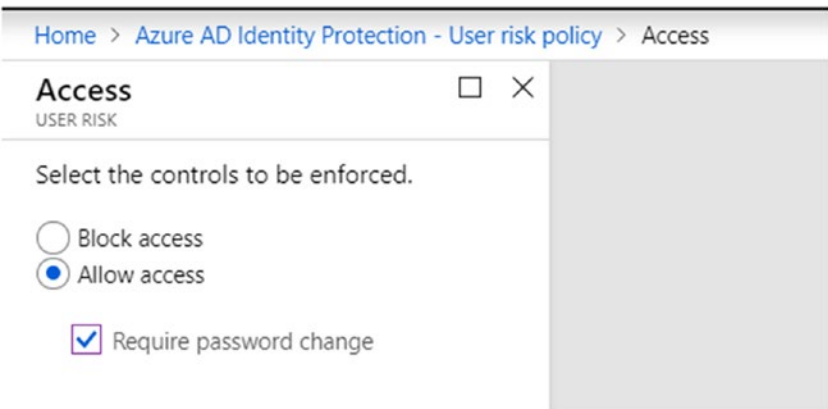 Home > Azure AD Identity Protection - User risk policy > Access
Access
USER RISK
Select the controls to be enforced.
Block access
Allow access
Require password change